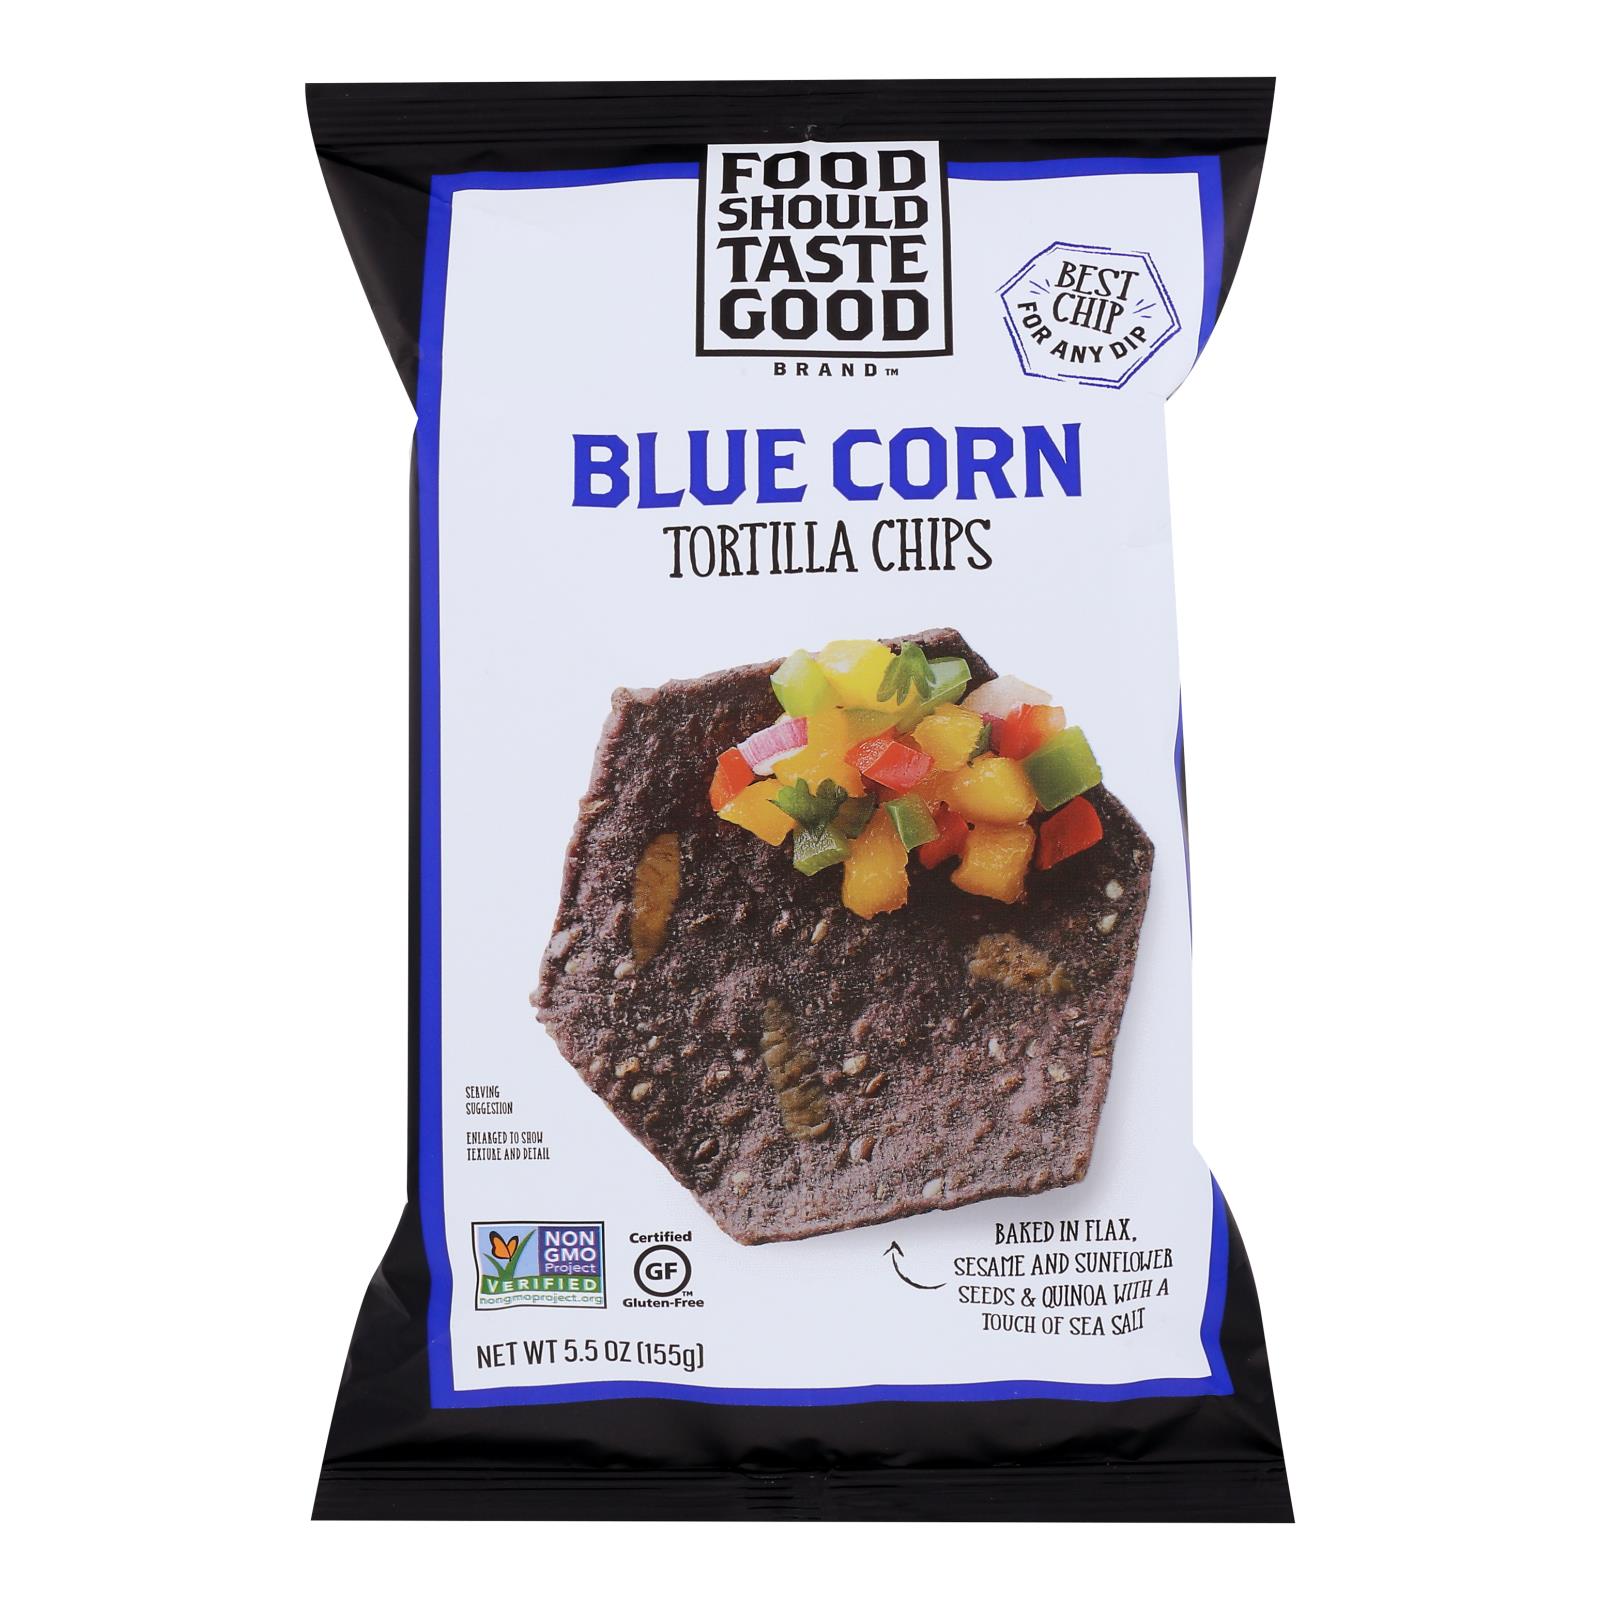 FOOD
SHOULD
TASTE
GOOD
BRAND™
BEST
CHIP
FOR ANY DIP
BLUE CORN
TORTILLA CHIPS
SERVING
SUGGESTION
ENLARGED TO SHOW
TEXTURE AND DETAIL
NON
GMO
Project
VERIFIED
nongmoproject.org
Certified
GF™
Gluten-Free
BAKED IN FLAX,
SESAME AND SUNFLOWER
SEEDS & QUINOA WITH A
TOUCH OF SEA SALT
NET WT 5.5 OZ (155g)